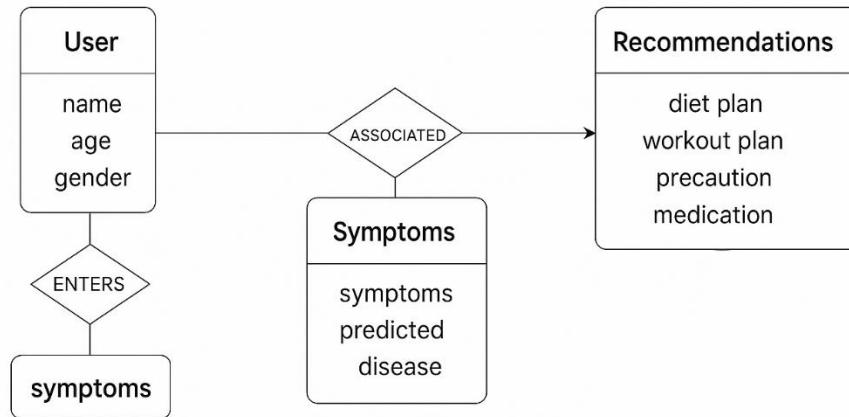 User
name
age
gender
ENTERS
symptoms
ASSOCIATED
Symptoms
symptoms
predicted
disease
Recommendations
diet plan
workout plan
precaution
medication